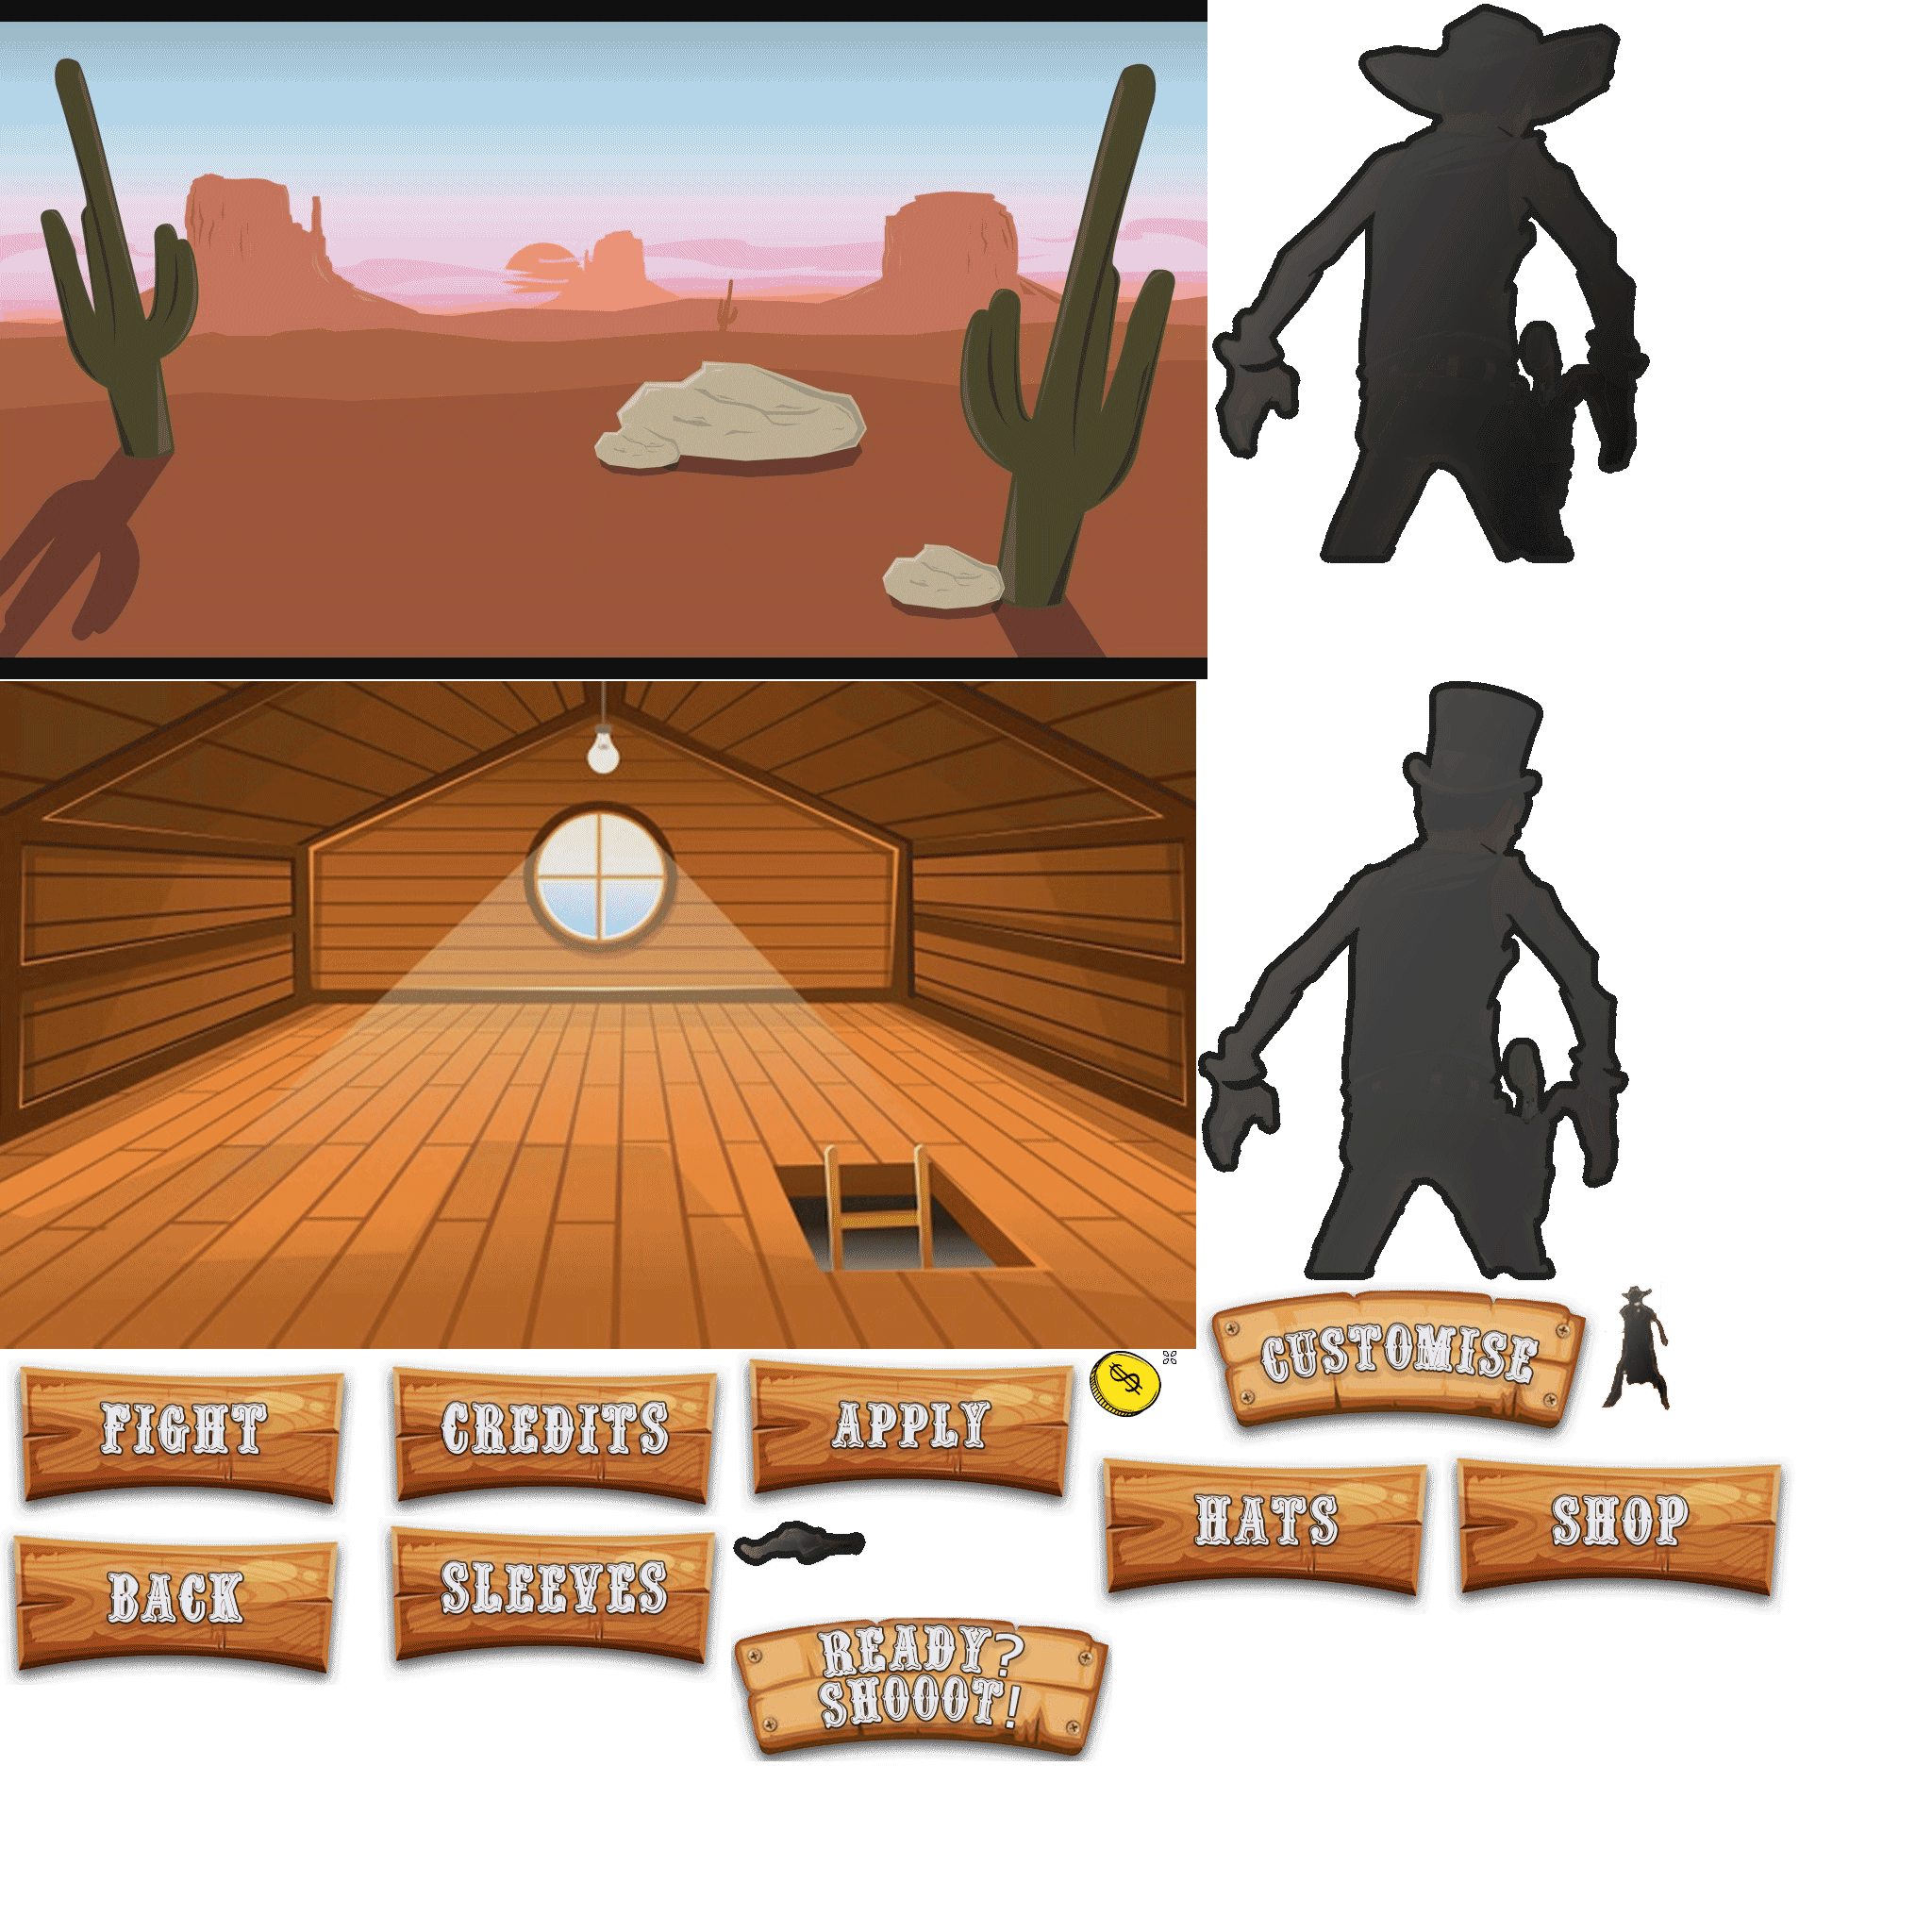 CUSTOMISE
FIGHT
CREDITS
APPLY
$
HATS
SHOP
BACK
SLEEVES
READY?
SHOOOT!